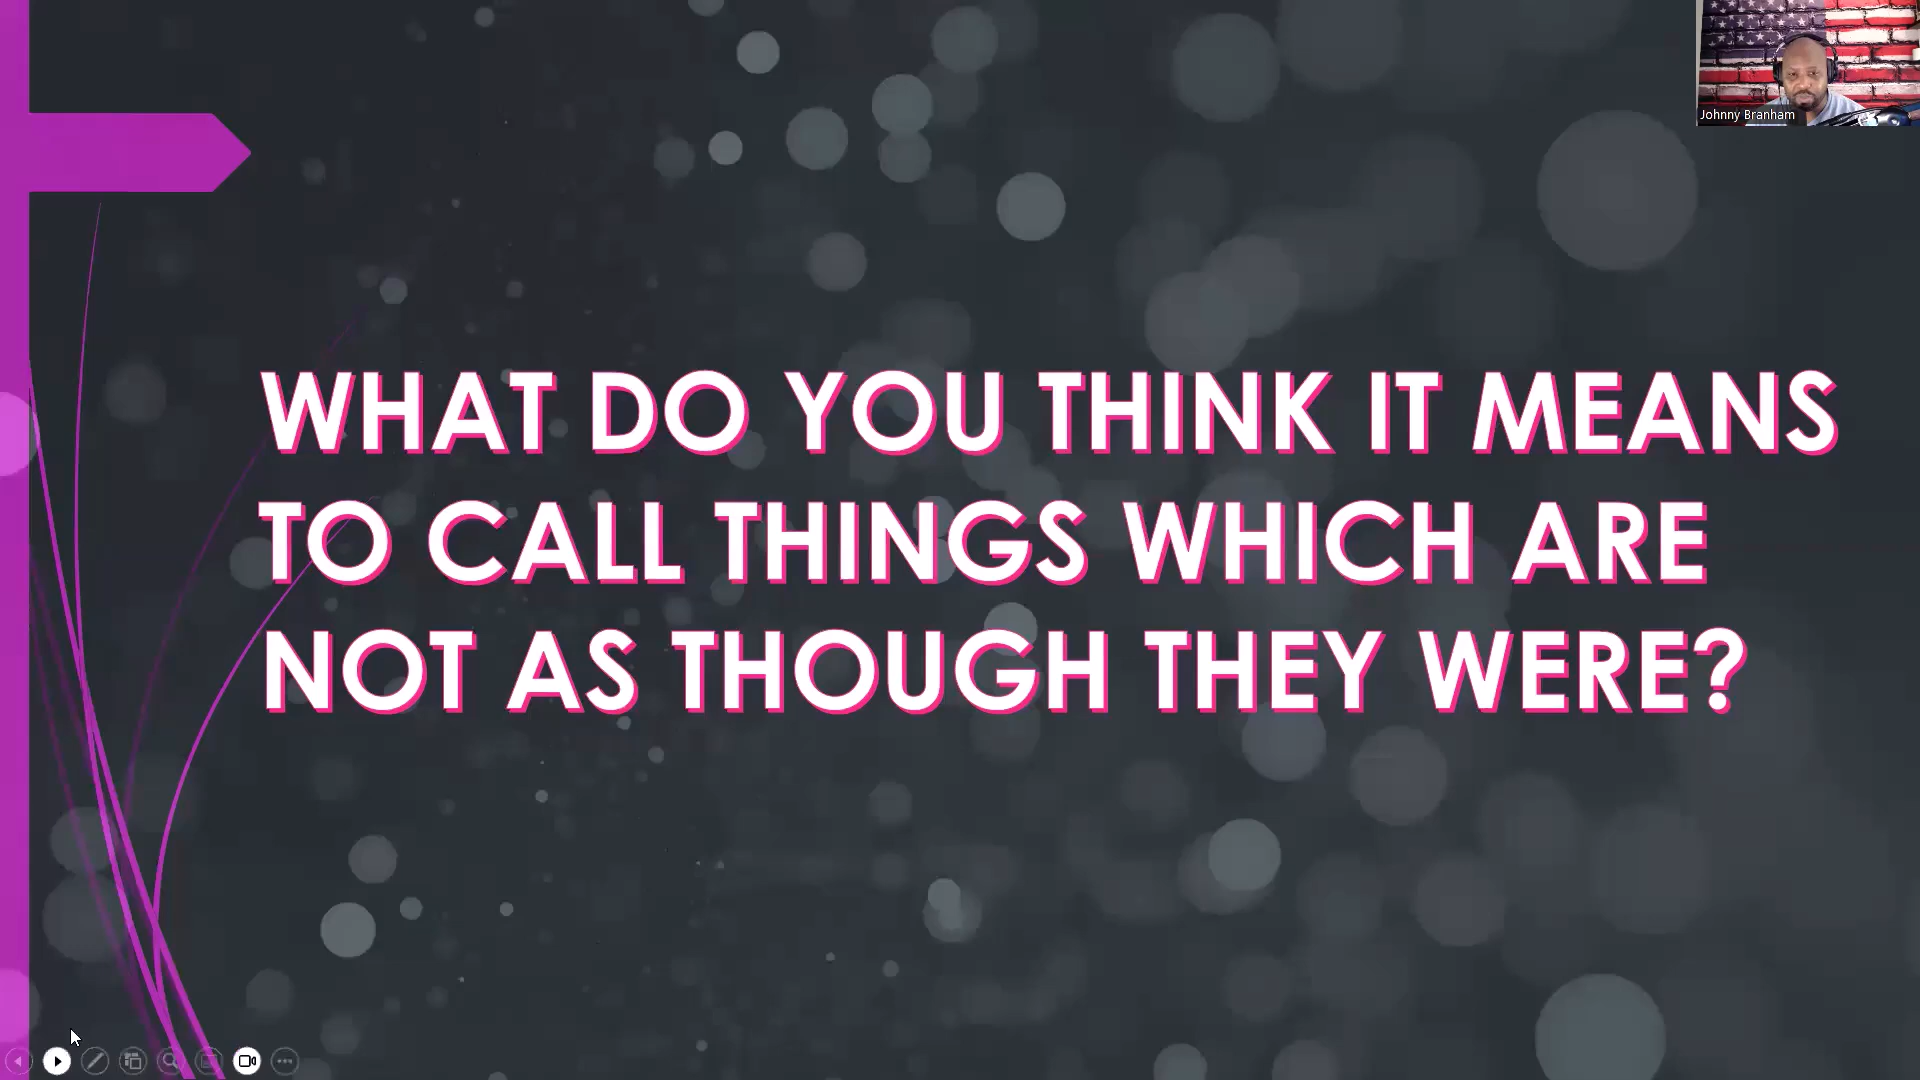 Johnny Branham
WHAT DO YOU THINK IT MEANS
TO CALL THINGS WHICH ARE
NOT AS THOUGH THEY WERE?